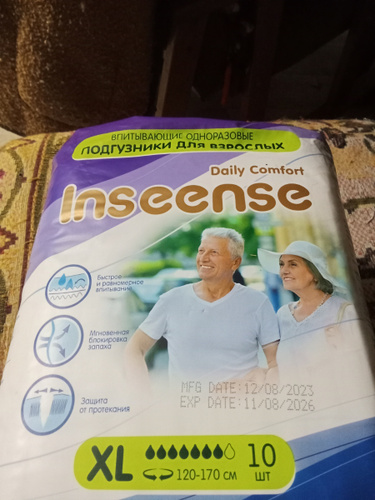 ВПИТЫВАЮЩИЕ ОДНОРАЗОВЫЕ
ПОДГУЗНИКИ ДЛЯ ВЗРОСЛЫХ
Daily Comfort
Inseense
Быстрое
и равномерное
впитывание
Мгновенная
блокировка
запаха
Защита
от протекания
MFG DATE:12/08/2023
EXP DATE:11/08/2026
XL
120-170 СМ
10
ШТ